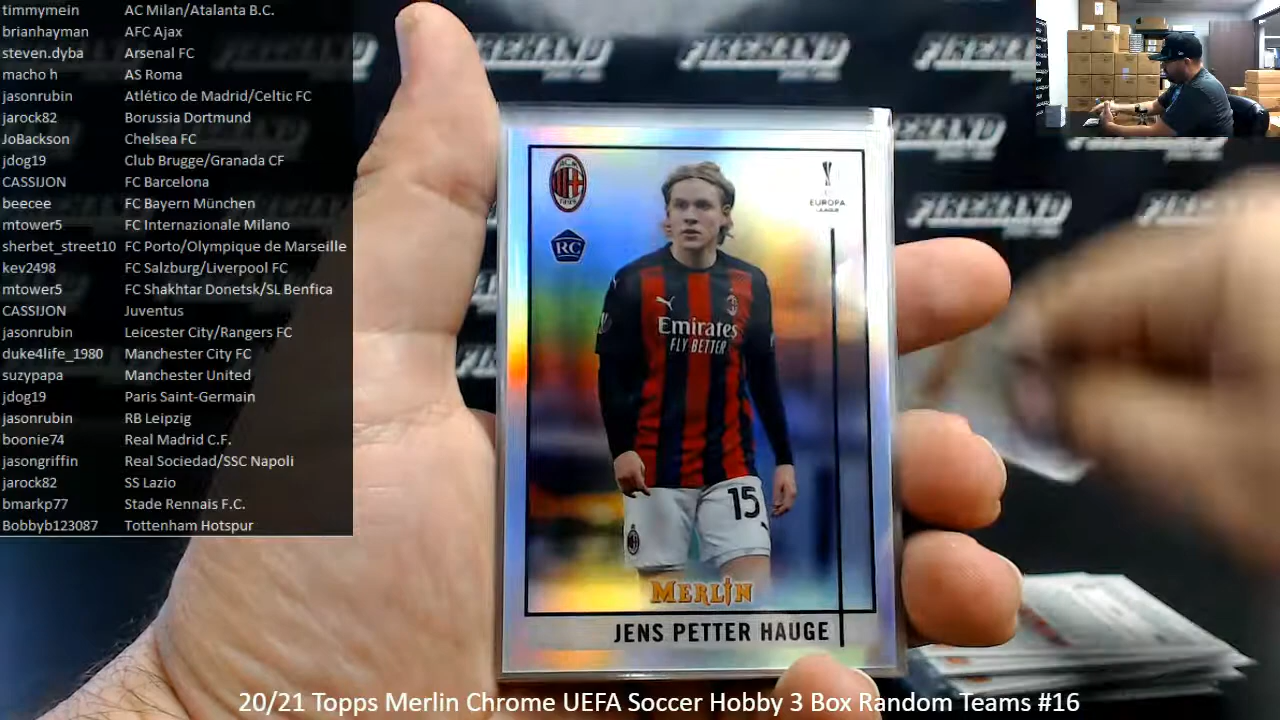 timmymein AC Milan/Atalanta B.C.
brianhayman AFC Ajax
steven.dyba Arsenal FC
macho h AS Roma
jasonrubin Atlético de Madrid/Celtic FC
jarock82 Borussia Dortmund
JoBackson Chelsea FC
jdog19 Club Brugge/Granada CF
CASSIJON FC Barcelona
beecee FC Bayern München
mtower5 FC Internazionale Milano
sherbet_street10 FC Porto/Olympique de Marseille
kev2498 FC Salzburg/Liverpool FC
mtower5 FC Shakhtar Donetsk/SL Benfica
CASSIJON Juventus
jasonrubin Leicester City/Rangers FC
duke4life_1980 Manchester City FC
suzypapa Manchester United
jdog19 Paris Saint-Germain
jasonrubin RB Leipzig
boonie74 Real Madrid C.F.
jasongriffin Real Sociedad/SSC Napoli
jarock82 SS Lazio
bmarkp77 Stade Rennais F.C.
Bobbyb123087 Tottenham Hotspur
FIREHAND FIREHAND FIREHAND
FIREHAND
FIREHAND
EUROPA
LEAGUE
RC
Emirates
FLY BETTER
15
MERLIN
JENS PETTER HAUGE
20/21 Topps Merlin Chrome UEFA Soccer Hobby 3 Box Random Teams #16